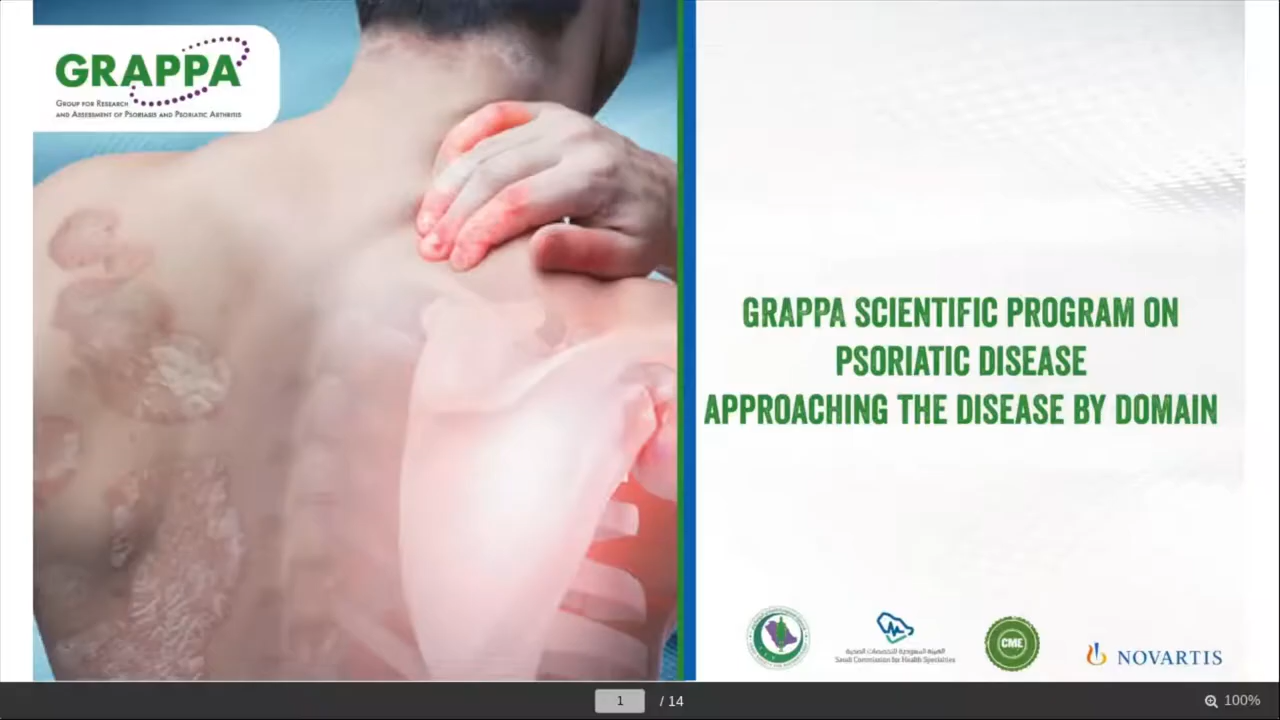 GRAPPA
GROUP FOR RESEARCH
AND ASSESSMENT OF PSORIASIS AND PSORIATIC ARTHRITIS
GRAPPA SCIENTIFIC PROGRAM ON
PSORIATIC DISEASE
APPROACHING THE DISEASE BY DOMAIN
الهيئة السعودية للتخصصات الصحية
Saudi Commission for Health Specialties
CME
NOVARTIS
1 / 14
100%